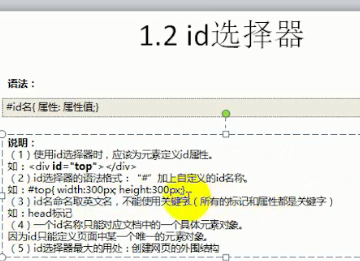 1.2 id选择器
语法：
#id名{ 属性: 属性值;}
说明：
（1）使用id选择器时，应该为元素定义id属性。
如：<div id="top"></div>
（2）id选择器的语法格式：“#”加上自定义的id名称。
如：#top{ width:300px; height:300px;}
（3）id名命名取英文名，不能使用关键字（所有的标记和属性都是关键字）
如：head标记
（4）一个id名称只能对应文档中的一个具体元素对象。
因为id只能定义页面中某一个唯一的元素对象。
（5）id选择器最大的用处：创建网页的外围结构